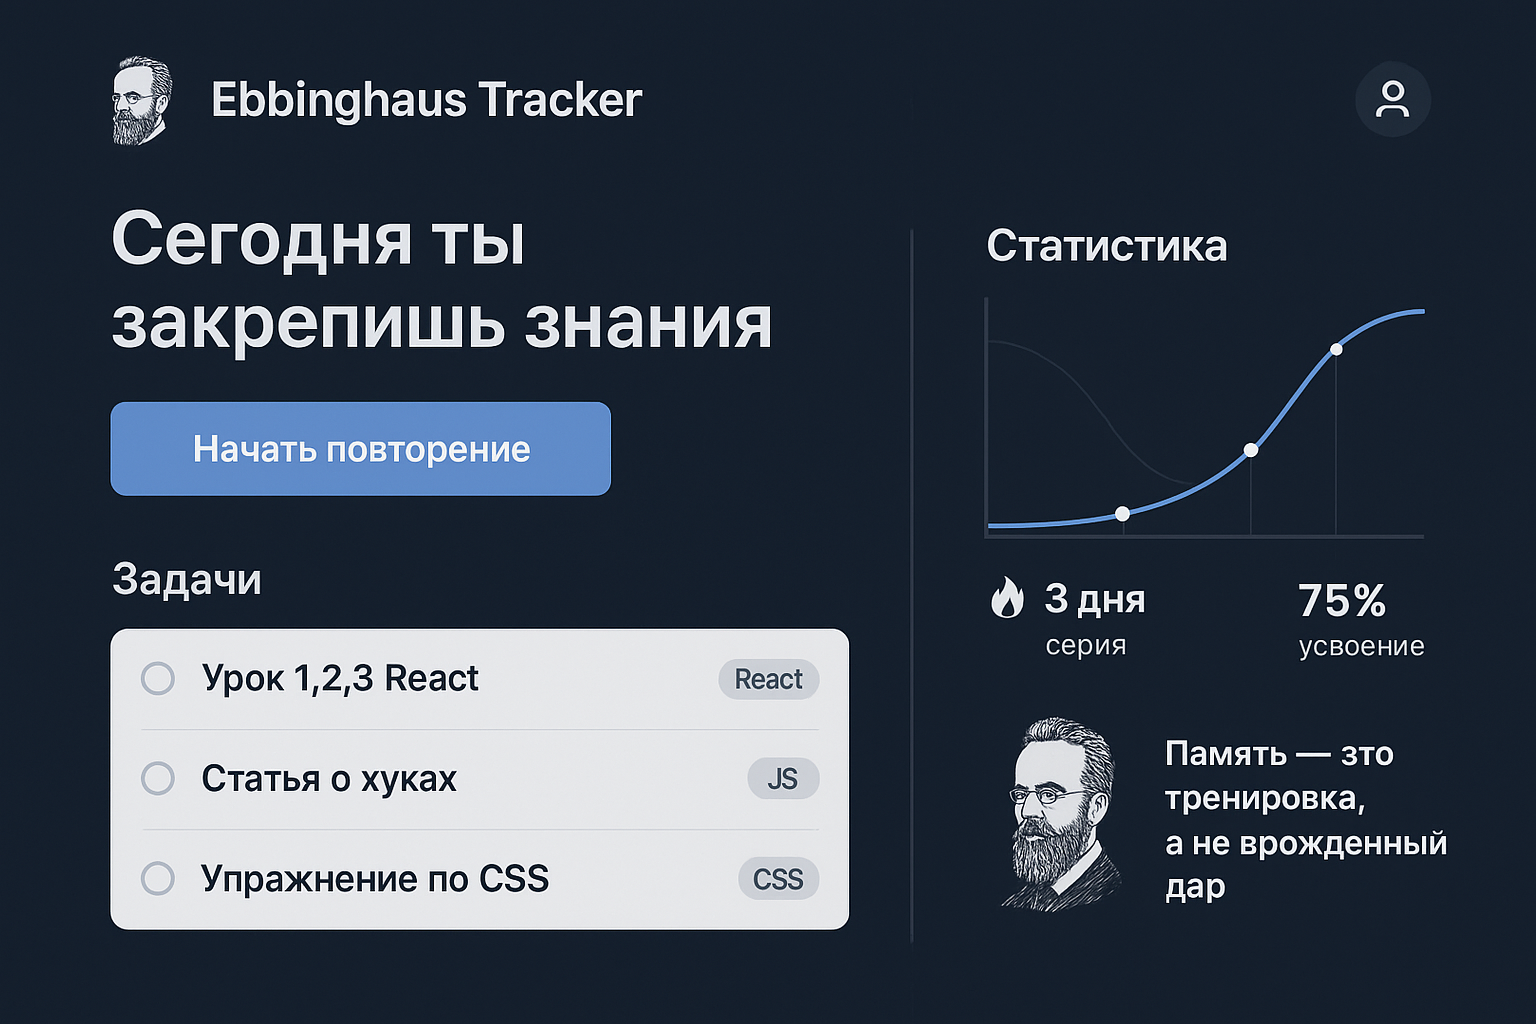 Ebbinghaus Tracker
Сегодня ты
закрепишь знания
Начать повторение
Задачи
Урок 1,2,3 React
React
Статья о хуках
JS
Упражнение по CSS
CSS
Статистика
3 дня
серия
75%
усвоение
Память — зто
тренировка,
а не врожденный
дар